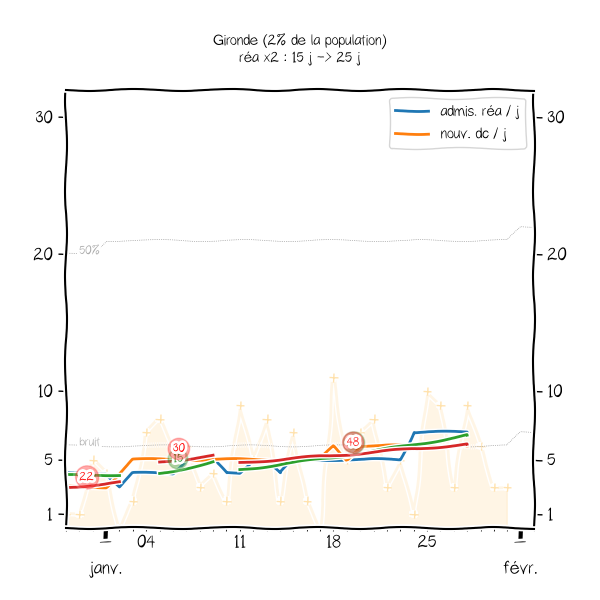 Gironde (2% de la population)
réa x2 : 15 j -> 25 j
admis. réa / j
nouv. dc / j
30
30
50%
20
20
10
10
bruit
48
30
15
22
5
5
1
1
04
11
18
25
janv.
févr.